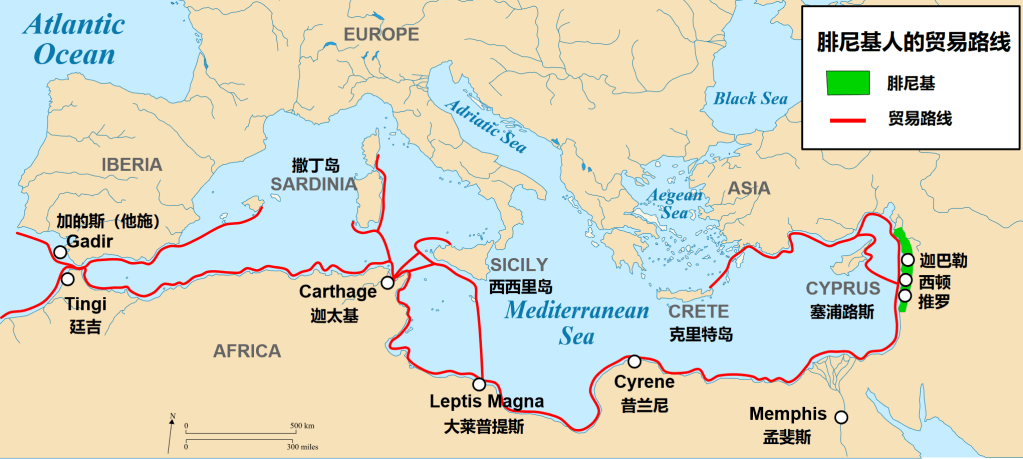 Atlantic
Ocean
EUROPE
腓尼基人的贸易路线
腓尼基
贸易路线
Black Sea
Adriatic Sea
IBERIA
撒丁岛
SARDINIA
ASIA
Aegean
Sea
加的斯（他施）
Gadir
SICILY
西西里岛
迦巴勒
西顿
推罗
Tingi
廷吉
Carthage
迦太基
CYPRUS
塞浦路斯
Mediterranean
Sea
CRETE
克里特岛
AFRICA
Cyrene
昔兰尼
Leptis Magna
大莱普提斯
Memphis
孟斐斯
N
0 500 km
0 300 miles